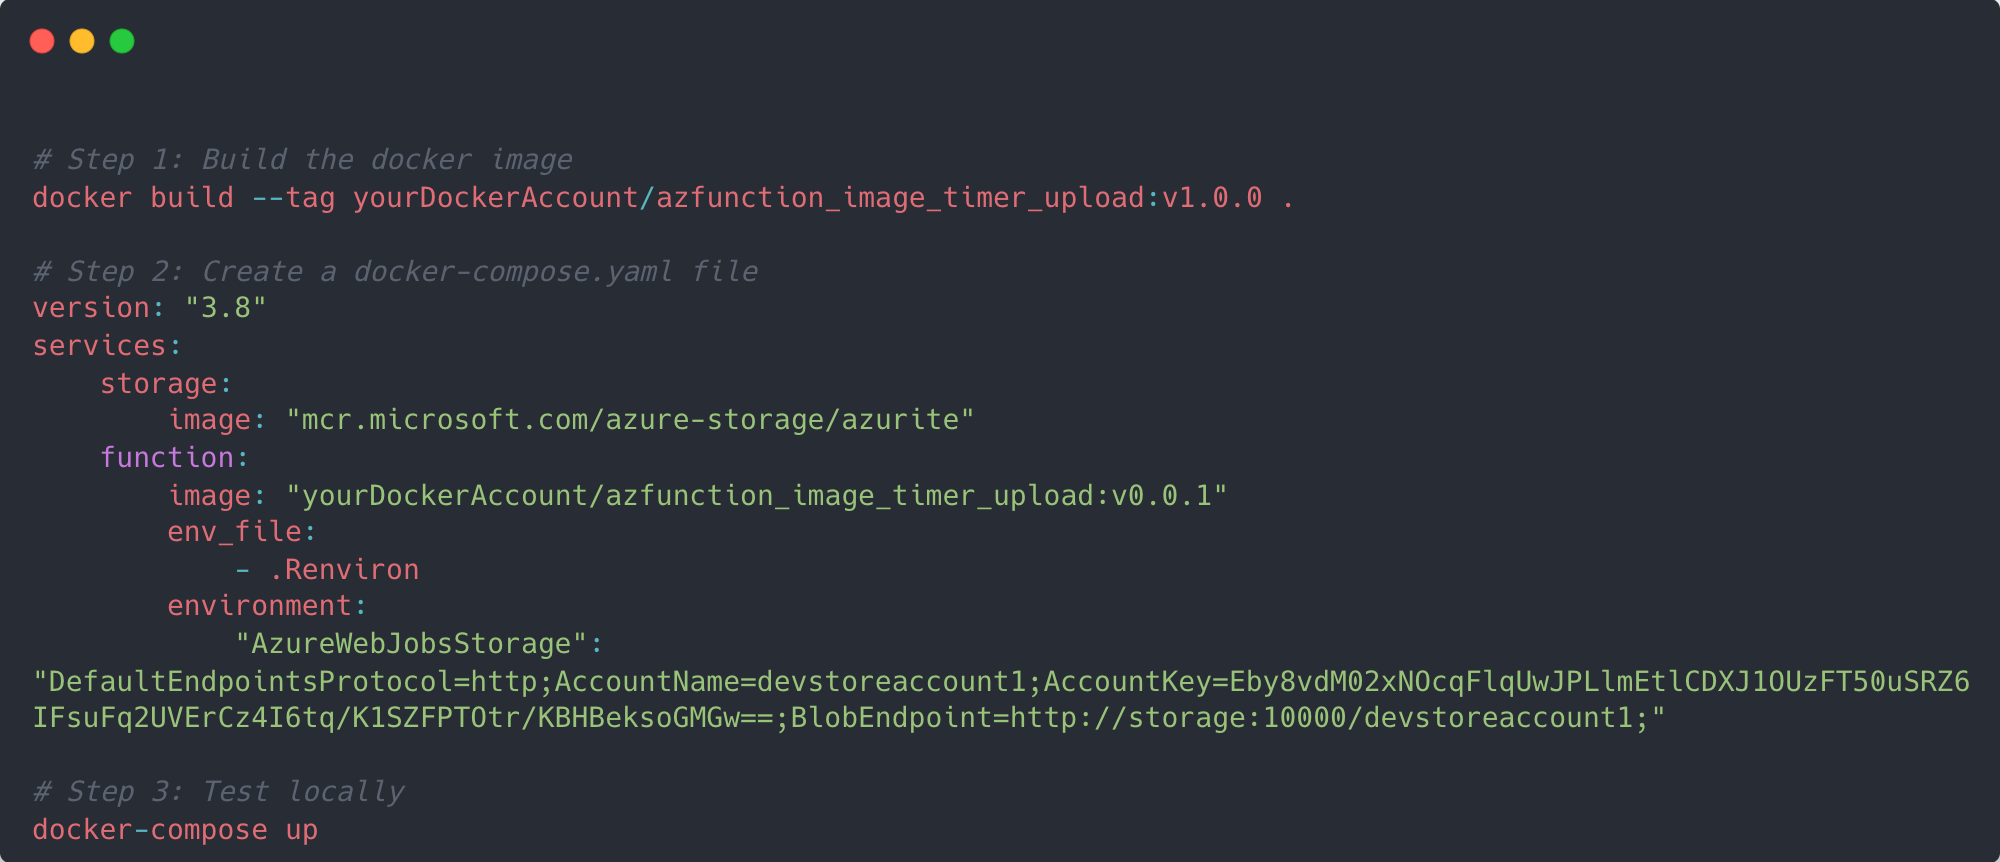 # Step 1: Build the docker image
docker build --tag yourDockerAccount/azfunction_image_timer_upload:v1.0.0 .
# Step 2: Create a docker-compose.yaml file
version: "3.8"
services:
    storage:
        image: "mcr.microsoft.com/azure-storage/azurite"
    function:
        image: "yourDockerAccount/azfunction_image_timer_upload:v0.0.1"
        env_file:
            - .Renviron
        environment:
            "AzureWebJobsStorage":
"DefaultEndpointsProtocol=http;AccountName=devstoreaccount1;AccountKey=Eby8vdM02xNOcqFlqUwJPLlmEtlCDXJ1OUzFT50uSRZ6
IFsuFq2UVErCz4I6tq/K1SZFPTOtr/KBHBeksoGMGw==;BlobEndpoint=http://storage:10000/devstoreaccount1;"
# Step 3: Test locally
docker-compose up